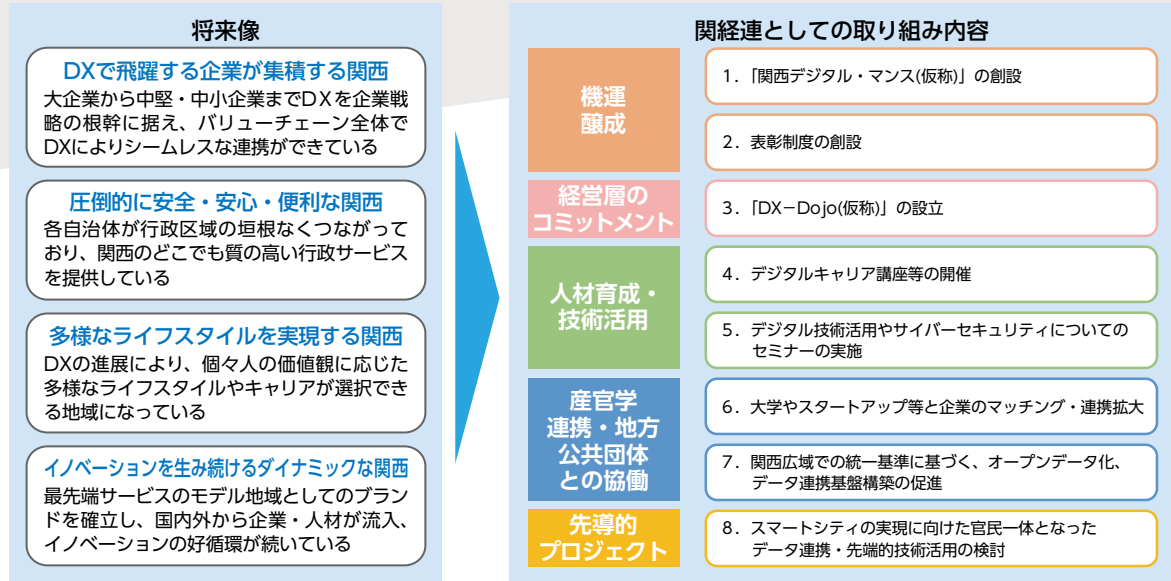 将来像
DXで飛躍する企業が集積する関西
大企業から中堅・中小企業までDXを企業戦
略の根幹に据え、バリューチェーン全体で
DXによりシームレスな連携ができている
圧倒的に安全・安心・便利な関西
各自治体が行政区域の垣根なくつながって
おり、関西のどこでも質の高い行政サービス
を提供している
多様なライフスタイルを実現する関西
DXの進展により、個々人の価値観に応じた
多様なライフスタイルやキャリアが選択でき
る地域になっている
イノベーションを生み続けるダイナミックな関西
最先端サービスのモデル地域としてのブラン
ドを確立し、国内外から企業・人材が流入、
イノベーションの好循環が続いている
関経連としての取り組み内容
機運
醸成
1.「関西デジタル・マンス(仮称)」の創設
2.表彰制度の創設
経営層の
コミットメント
3.「DX−Dojo(仮称)」の設立
人材育成・
技術活用
4.デジタルキャリア講座等の開催
5.デジタル技術活用やサイバーセキュリティについての
セミナーの実施
産官学
連携・地方
公共団体
との協働
6.大学やスタートアップ等と企業のマッチング・連携拡大
7.関西広域での統一基準に基づく、オープンデータ化、
データ連携基盤構築の促進
先導的
プロジェクト
8.スマートシティの実現に向けた官民一体となった
データ連携・先端的技術活用の検討